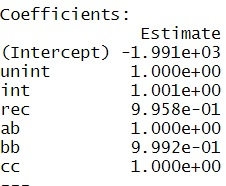 Coefficients:
Estimate
(Intercept) -1.991e+03
unint 1.000e+00
int 1.001e+00
rec 9.958e-01
ab 1.000e+00
bb 9.992e-01
cc 1.000e+00
---